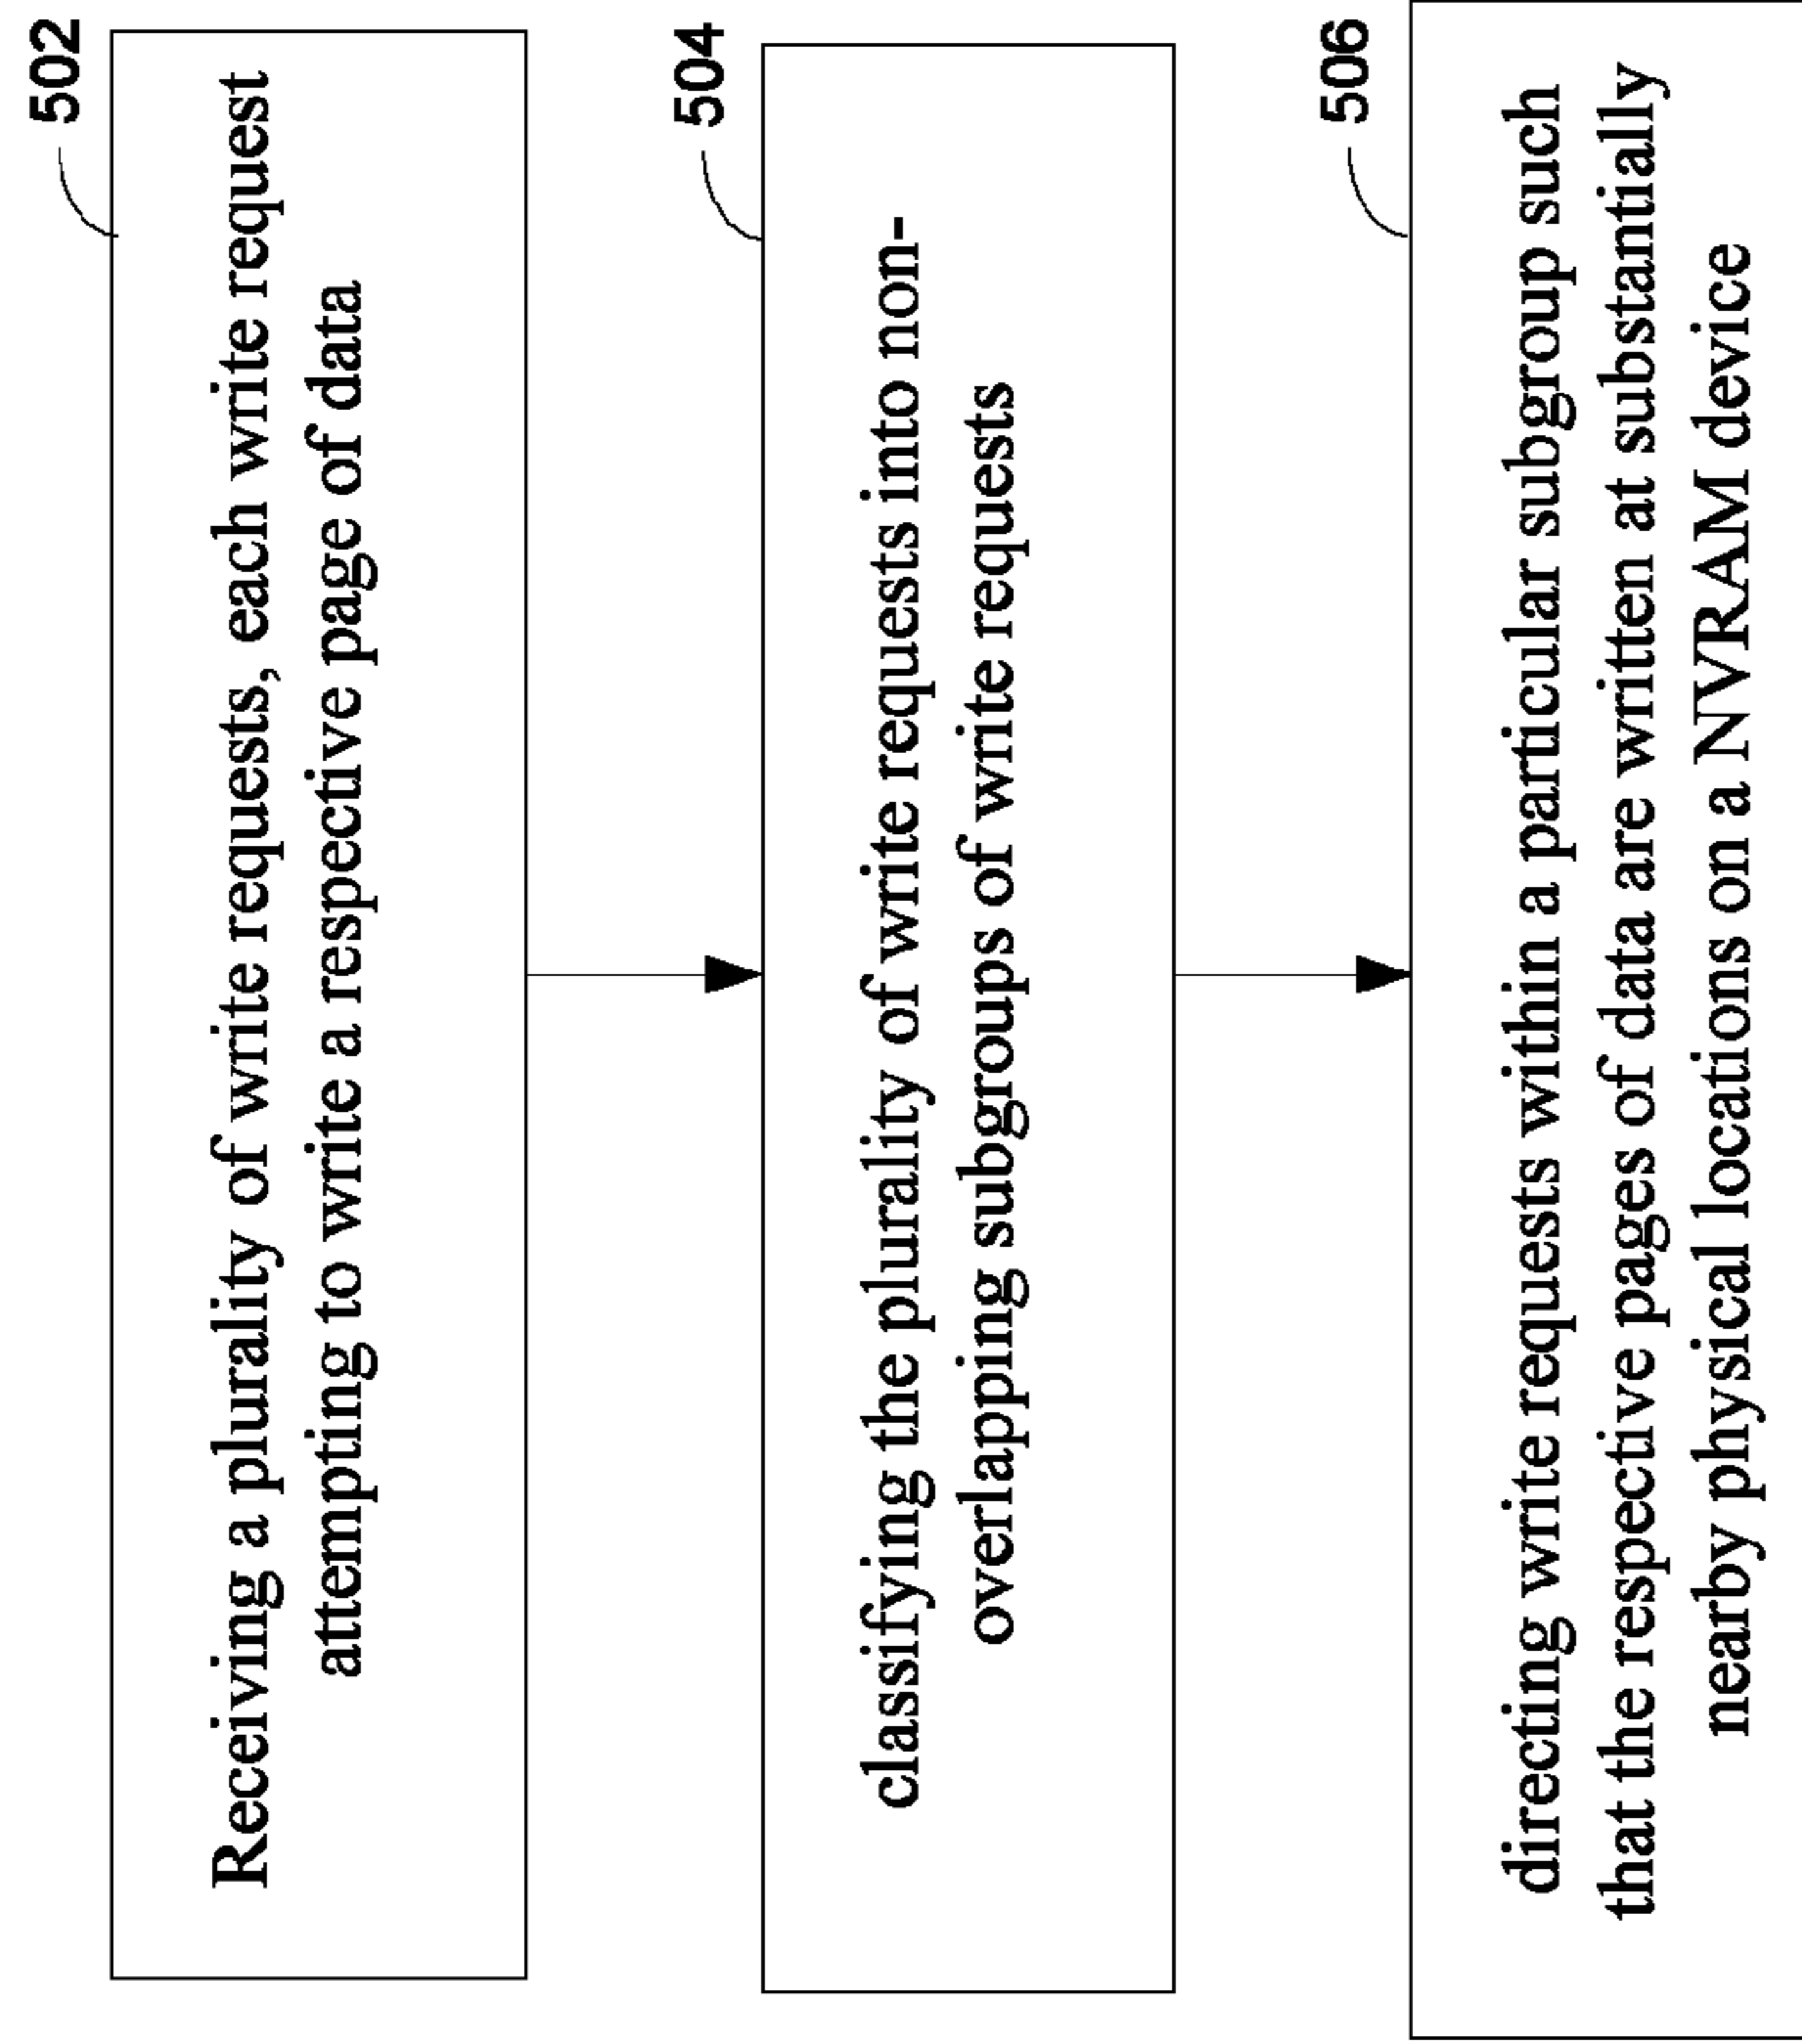 502
Receiving a plurality of write requests, each write request
attempting to write a respective page of data
504
classifying the plurality of write requests into non-
overlapping subgroups of write requests
506
directing write requests within a particular subgroup such
that the respective pages of data are written at substantially
nearby physical locations on a NVRAM device